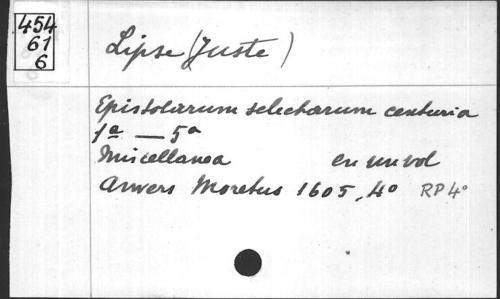 454
61
6
Lipse (Juste)
Epistolarum selectarum centuria
1a — 5a
Miscellanea en un vol
Anvers Moretus 1605, 4o RP 4o